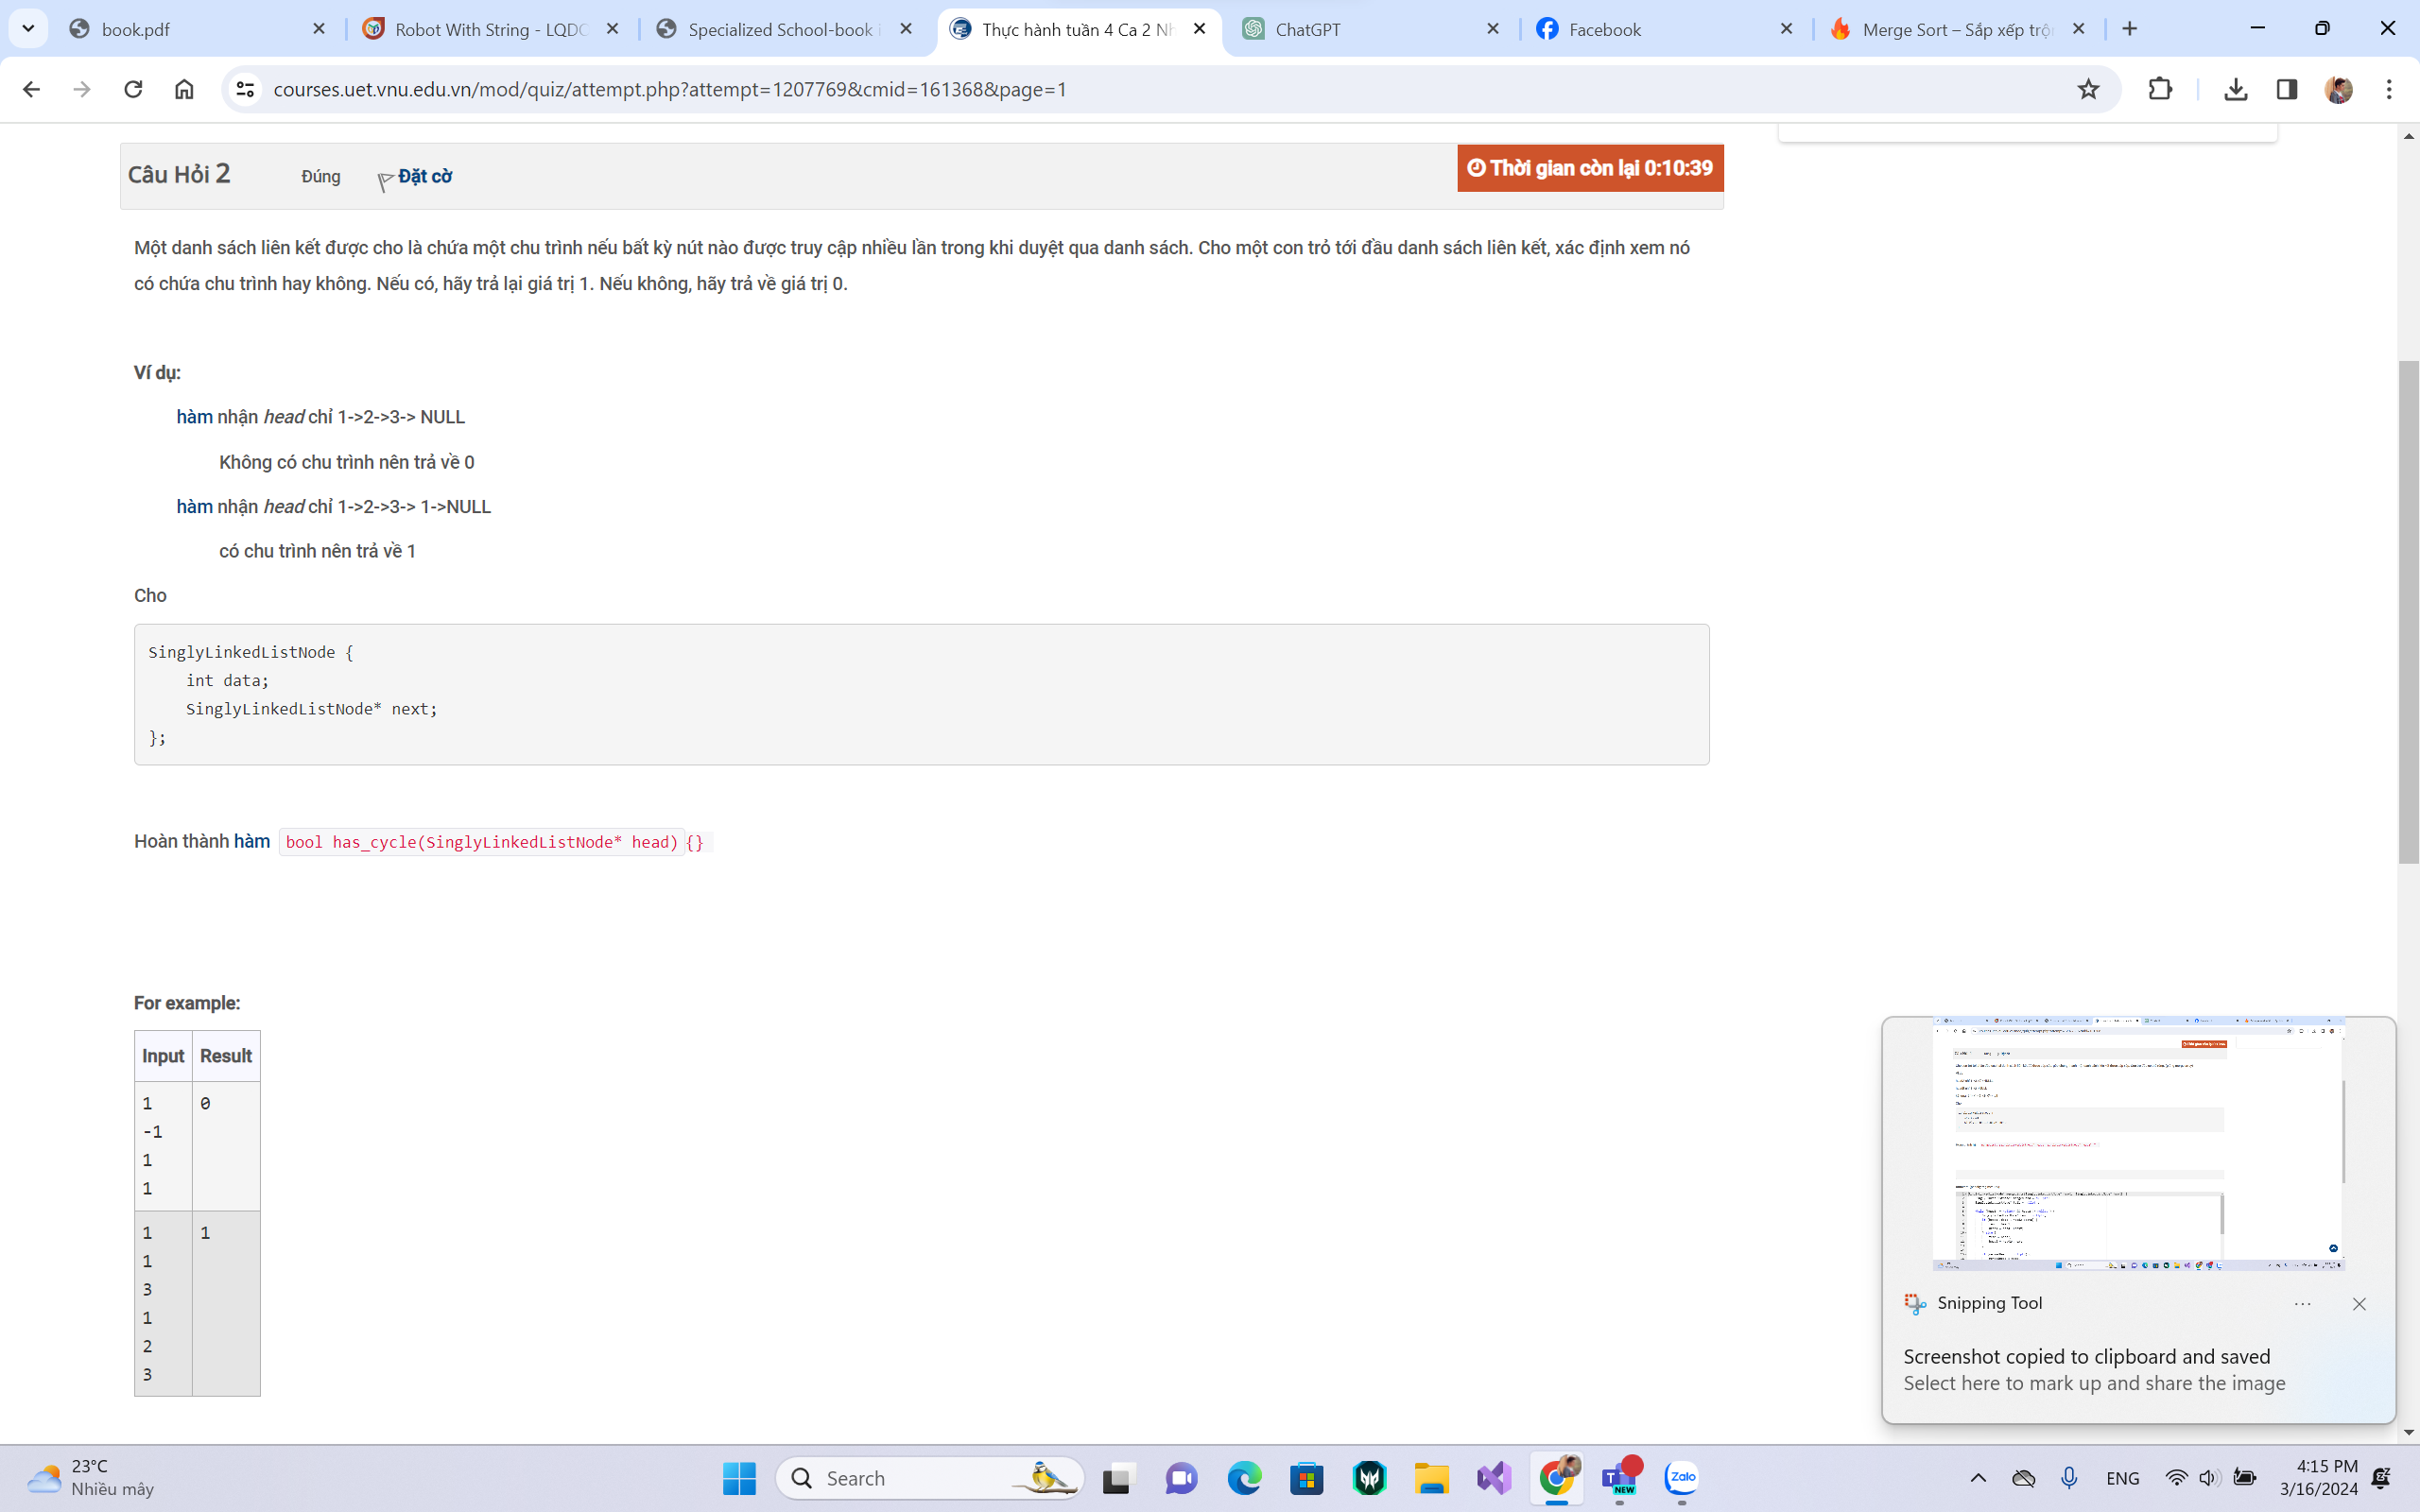 book.pdf
Robot With String - LQDO
Specialized School-book i
Thực hành tuần 4 Ca 2 Nh
ChatGPT
Facebook
Merge Sort – Sắp xếp trộn
courses.uet.vnu.edu.vn/mod/quiz/attempt.php?attempt=1207769&cmid=161368&page=1
Câu Hỏi 2
Đúng
Đặt cờ
Thời gian còn lại 0:10:39
Một danh sách liên kết được cho là chứa một chu trình nếu bất kỳ nút nào được truy cập nhiều lần trong khi duyệt qua danh sách. Cho một con trỏ tới đầu danh sách liên kết, xác định xem nó
có chứa chu trình hay không. Nếu có, hãy trả lại giá trị 1. Nếu không, hãy trả về giá trị 0.
Ví dụ:
hàm nhận head chỉ 1->2->3-> NULL
Không có chu trình nên trả về 0
hàm nhận head chỉ 1->2->3-> 1->NULL
có chu trình nên trả về 1
Cho
SinglyLinkedListNode {
int data;
SinglyLinkedListNode* next;
};
Hoàn thành hàm bool has_cycle(SinglyLinkedListNode* head) {}
For example:
Input Result
1 0
-1
1
1
1 1
1
3
1
2
3
Snipping Tool
Screenshot copied to clipboard and saved
Select here to mark up and share the image
23°C
Nhiều mây
Search
NEW
Zalo
ENG
4:15 PM
3/16/2024